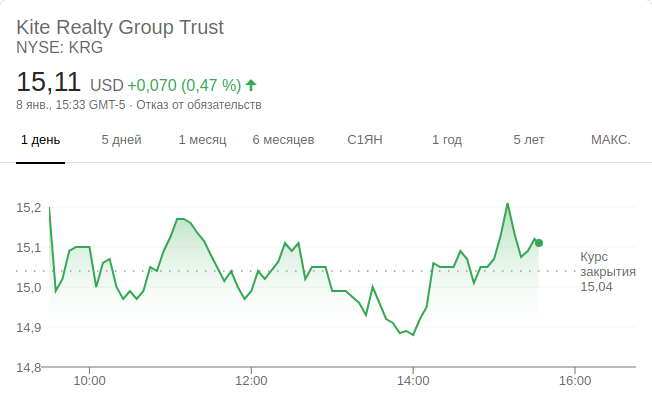 Kite Realty Group Trust
NYSE: KRG
15,11 USD +0,070 (0,47 %)
8 янв., 15:33 GMT-5 · Отказ от обязательств
1 день 5 дней 1 месяц 6 месяцев С1ЯН 1 год 5 лет МАКС.
15,2
15,1
Курс
закрытия
15,04
15,0
14,9
14,8
10:00 12:00 14:00 16:00